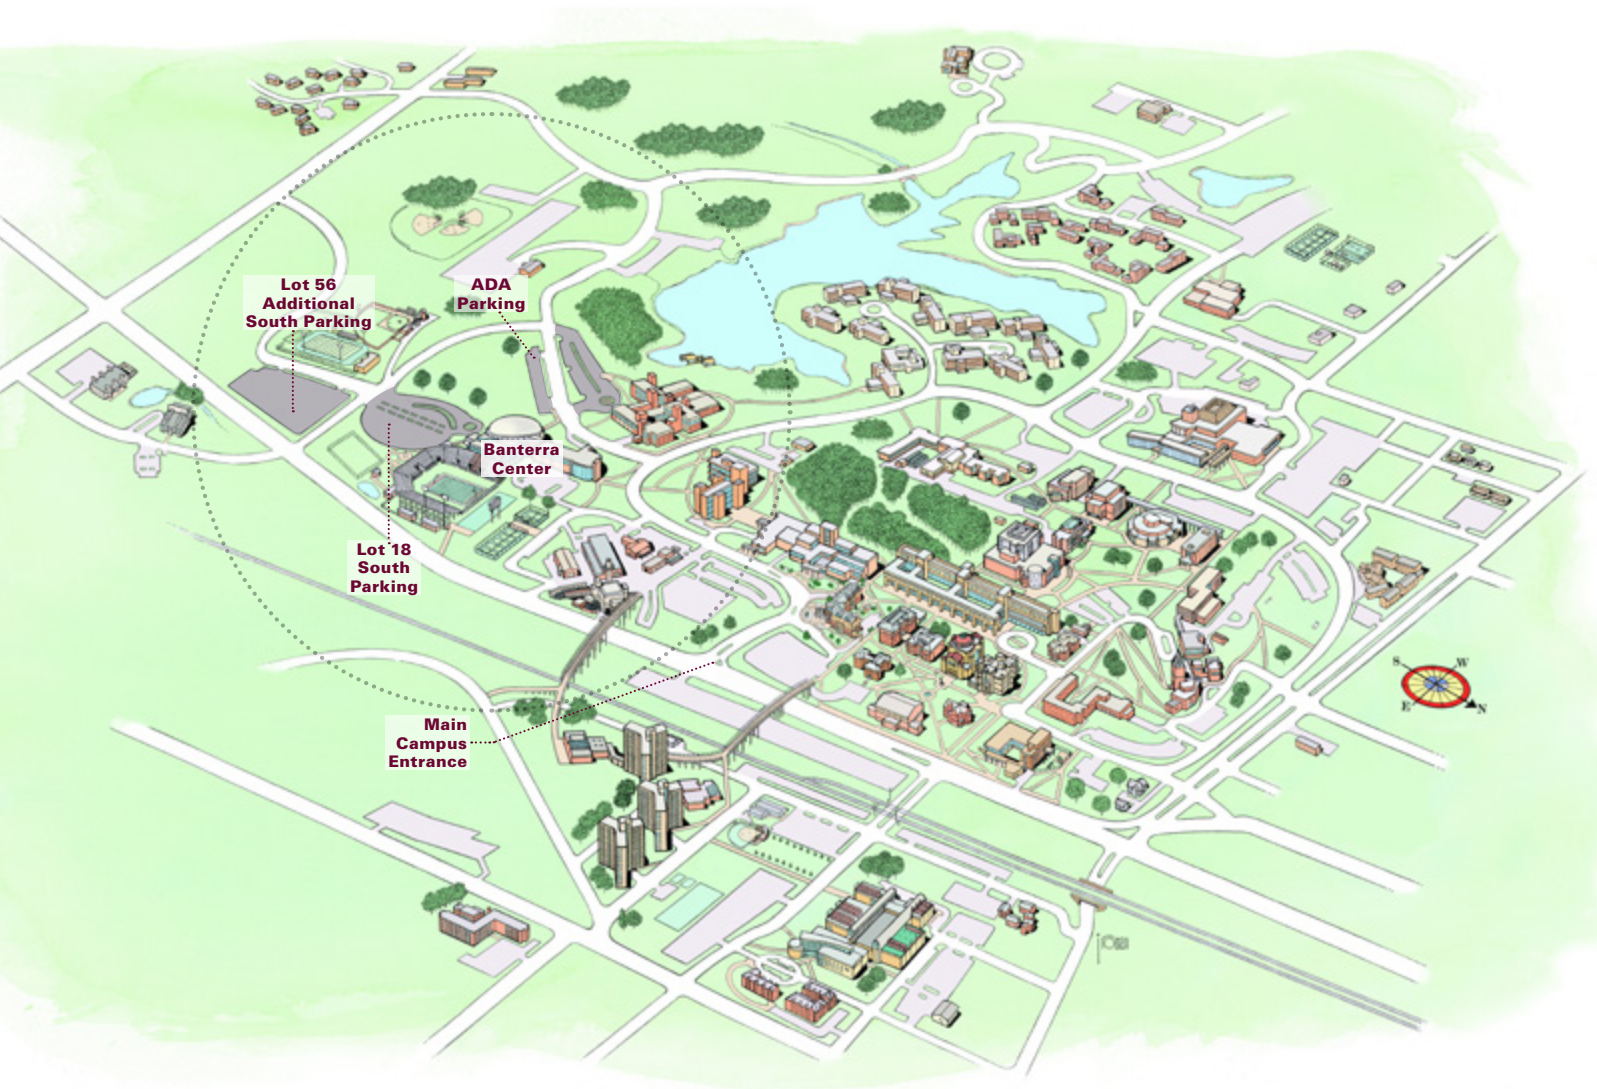 Lot 56
Additional
South Parking
ADA
Parking
Banterra
Center
Lot 18
South
Parking
Main
Campus
Entrance
S
W
E
N